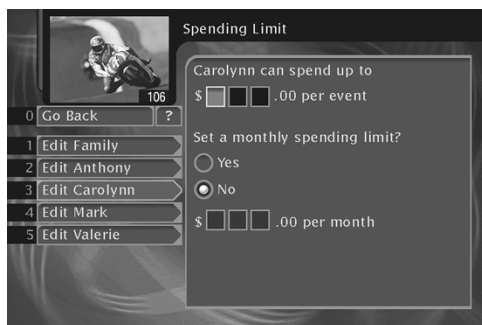 Spending Limit
106
0 Go Back ?
1 Edit Family
2 Edit Anthony
3 Edit Carolynn
4 Edit Mark
5 Edit Valerie
Carolynn can spend up to
$ .00 per event
Set a monthly spending limit?
Yes
No
$ .00 per month